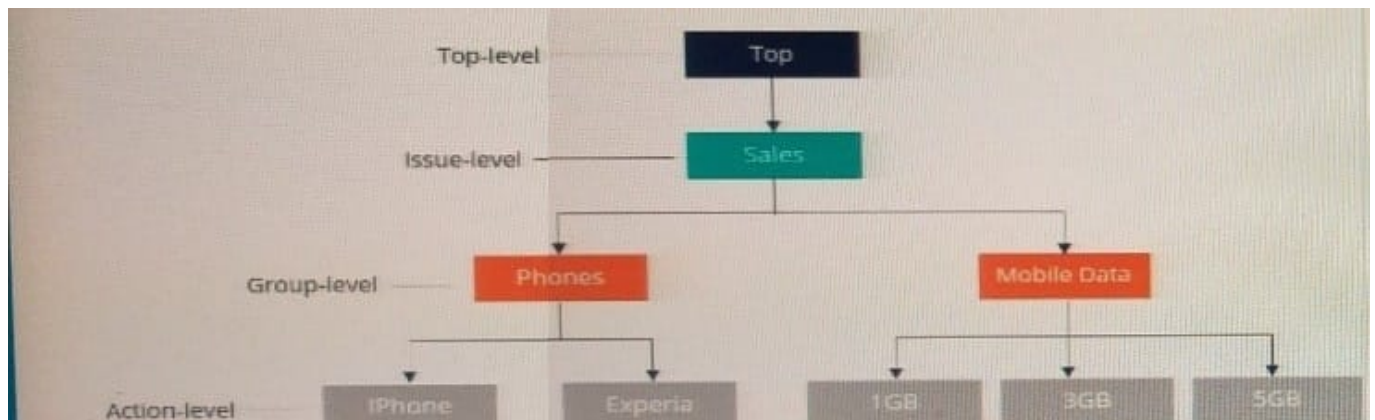 Top-level
Top
Issue-level
Sales
Group-level
Phones
Mobile Data
Action-level
IPhone
Experia
1GB
3GB
5GB